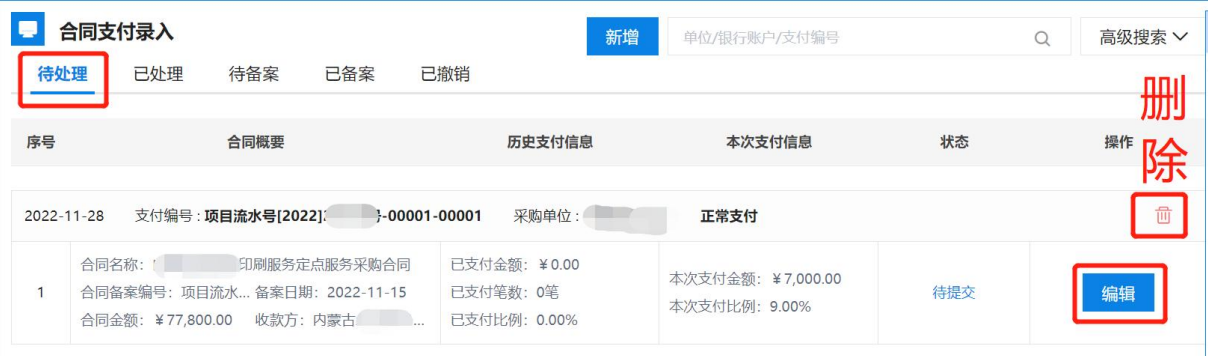 合同支付录入
新增
单位/银行账户/支付编号
高级搜索
待处理 已处理 待备案 已备案 已撤销
删除
序号 合同概要 历史支付信息 本次支付信息 状态 操作
2022-11-28 支付编号：项目流水号[2022] -00001-00001 采购单位： 正常支付
1
合同名称： 印刷服务定点服务采购合同
合同备案编号：项目流水... 备案日期：2022-11-15
合同金额：￥77,800.00 收款方：内蒙古 ...
已支付金额：￥0.00
已支付笔数：0笔
已支付比例：0.00%
本次支付金额：￥7,000.00
本次支付比例：9.00%
待提交
编辑